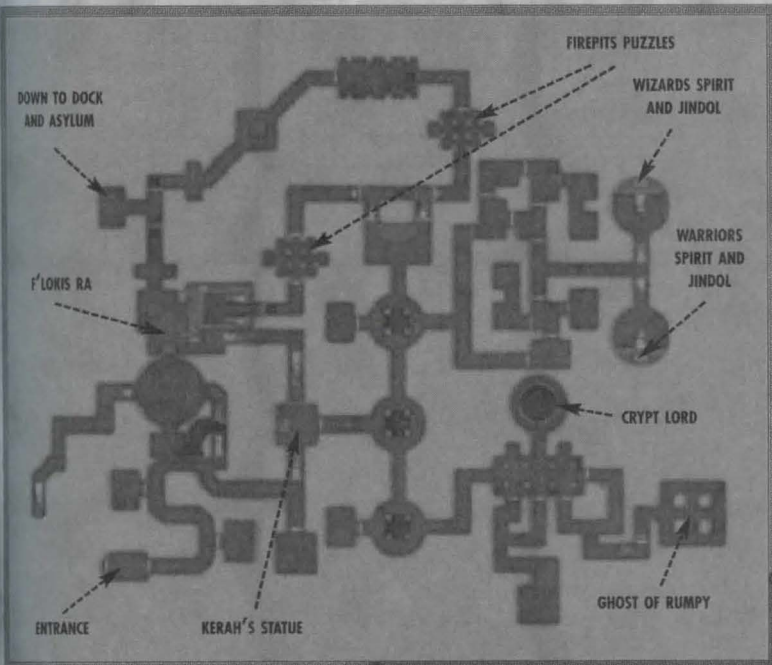 FIREPITS PUZZLES
DOWN TO DOCK
AND ASYLUM
WIZARDS SPIRIT
AND JINDOL
WARRIORS
SPIRIT AND
JINDOL
F'LOKIS RA
CRYPT LORD
GHOST OF RUMPY
ENTRANCE
KERAH'S STATUE